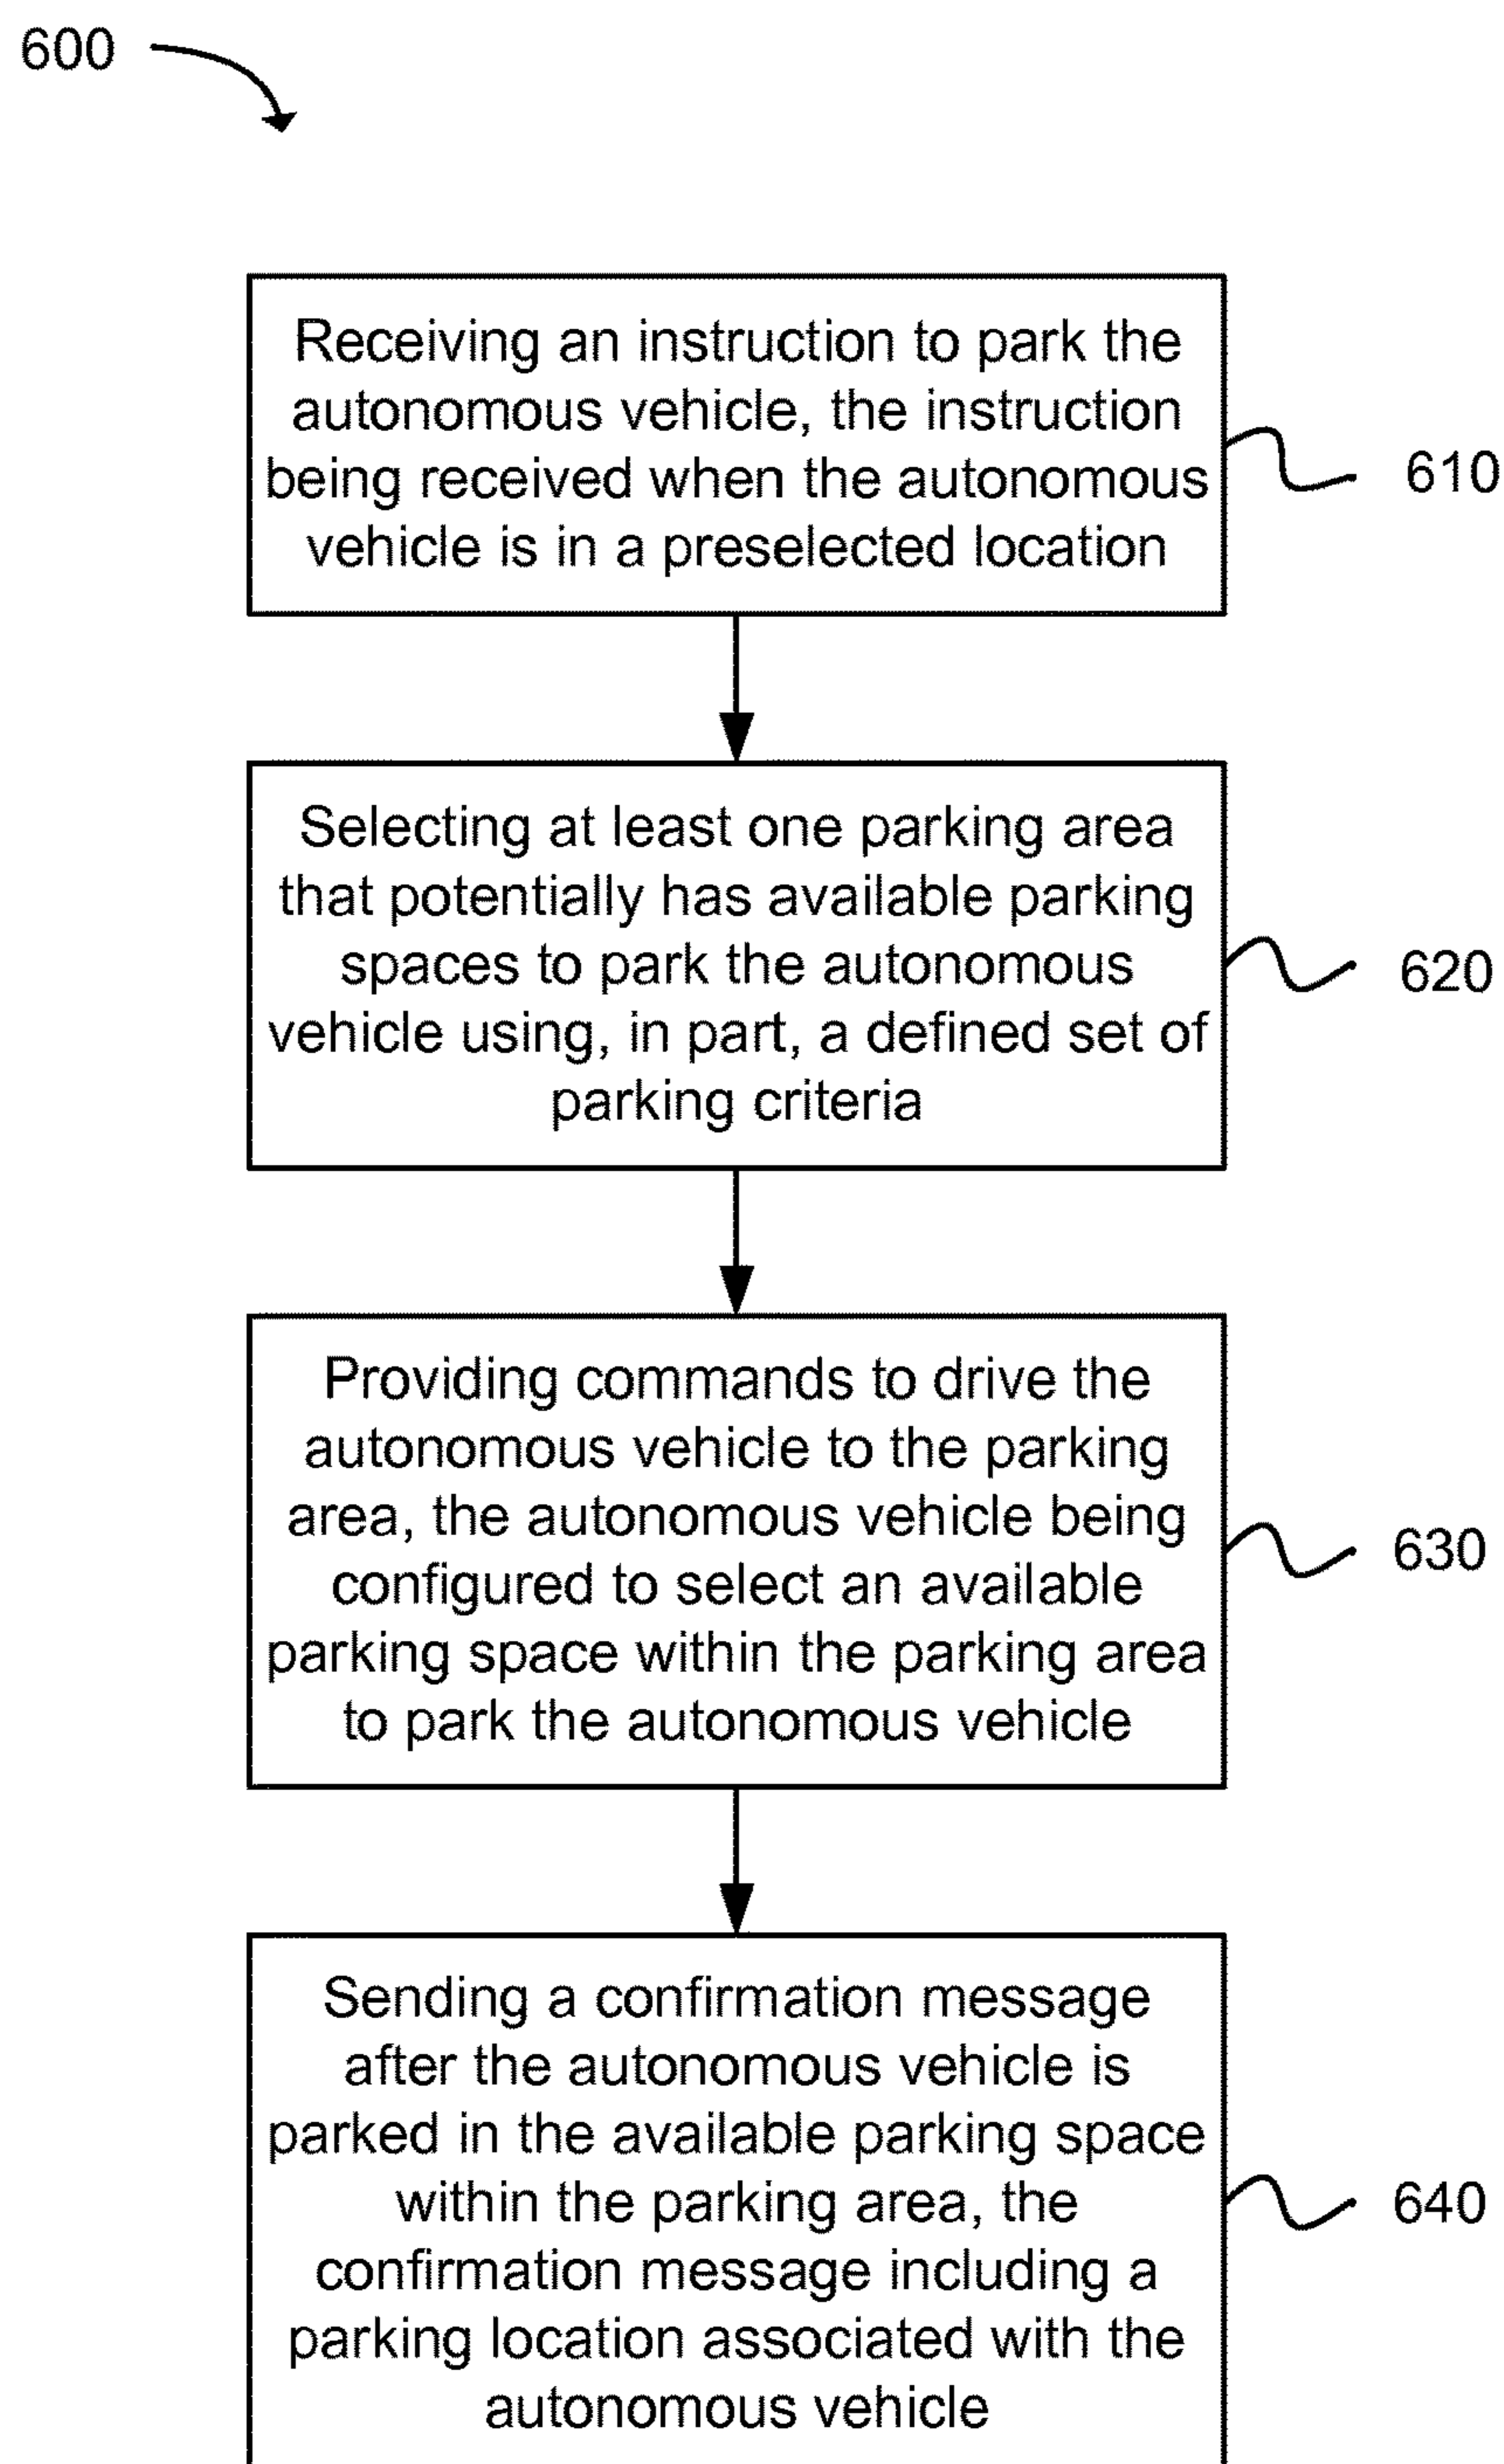 600
Receiving an instruction to park the
autonomous vehicle, the instruction
being received when the autonomous
vehicle is in a preselected location
610
Selecting at least one parking area
that potentially has available parking
spaces to park the autonomous
vehicle using, in part, a defined set of
parking criteria
620
Providing commands to drive the
autonomous vehicle to the parking
area, the autonomous vehicle being
configured to select an available
parking space within the parking area
to park the autonomous vehicle
630
Sending a confirmation message
after the autonomous vehicle is
parked in the available parking space
within the parking area, the
confirmation message including a
parking location associated with the
autonomous vehicle
640